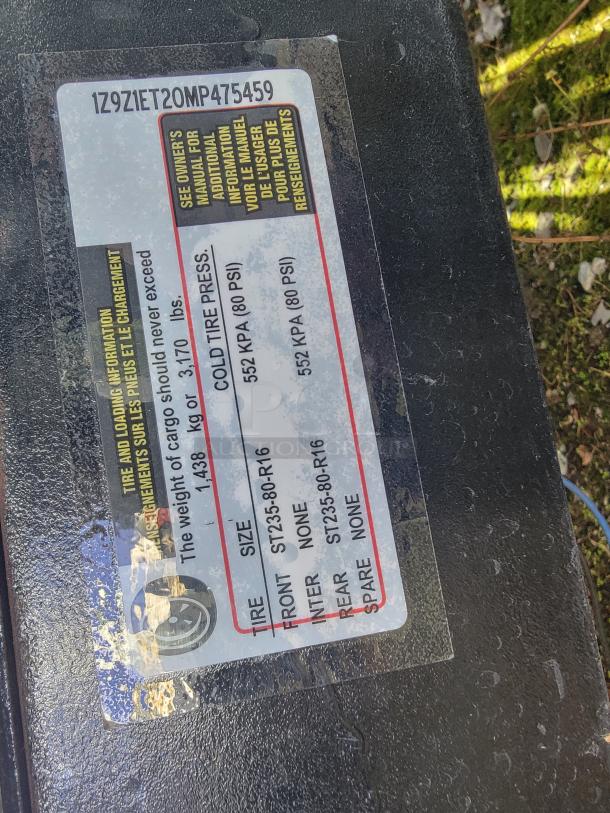 1Z9Z1ET20MP475459
TIRE AND LOADING INFORMATION
RENSEIGNEMENTS SUR LES PNEUS ET LE CHARGEMENT
The weight of cargo should never exceed
1,438 kg or 3,170 lbs.
SEE OWNER'S
MANUAL FOR
ADDITIONAL
INFORMATION
VOIR LE MANUEL
DE L'USAGER
POUR PLUS DE
RENSEIGNEMENTS
TIRE SIZE COLD TIRE PRESS.
FRONT ST235-80-R16 552 KPA (80 PSI)
INTER NONE
REAR ST235-80-R16 552 KPA (80 PSI)
SPARE NONE
AUCTION GROUP